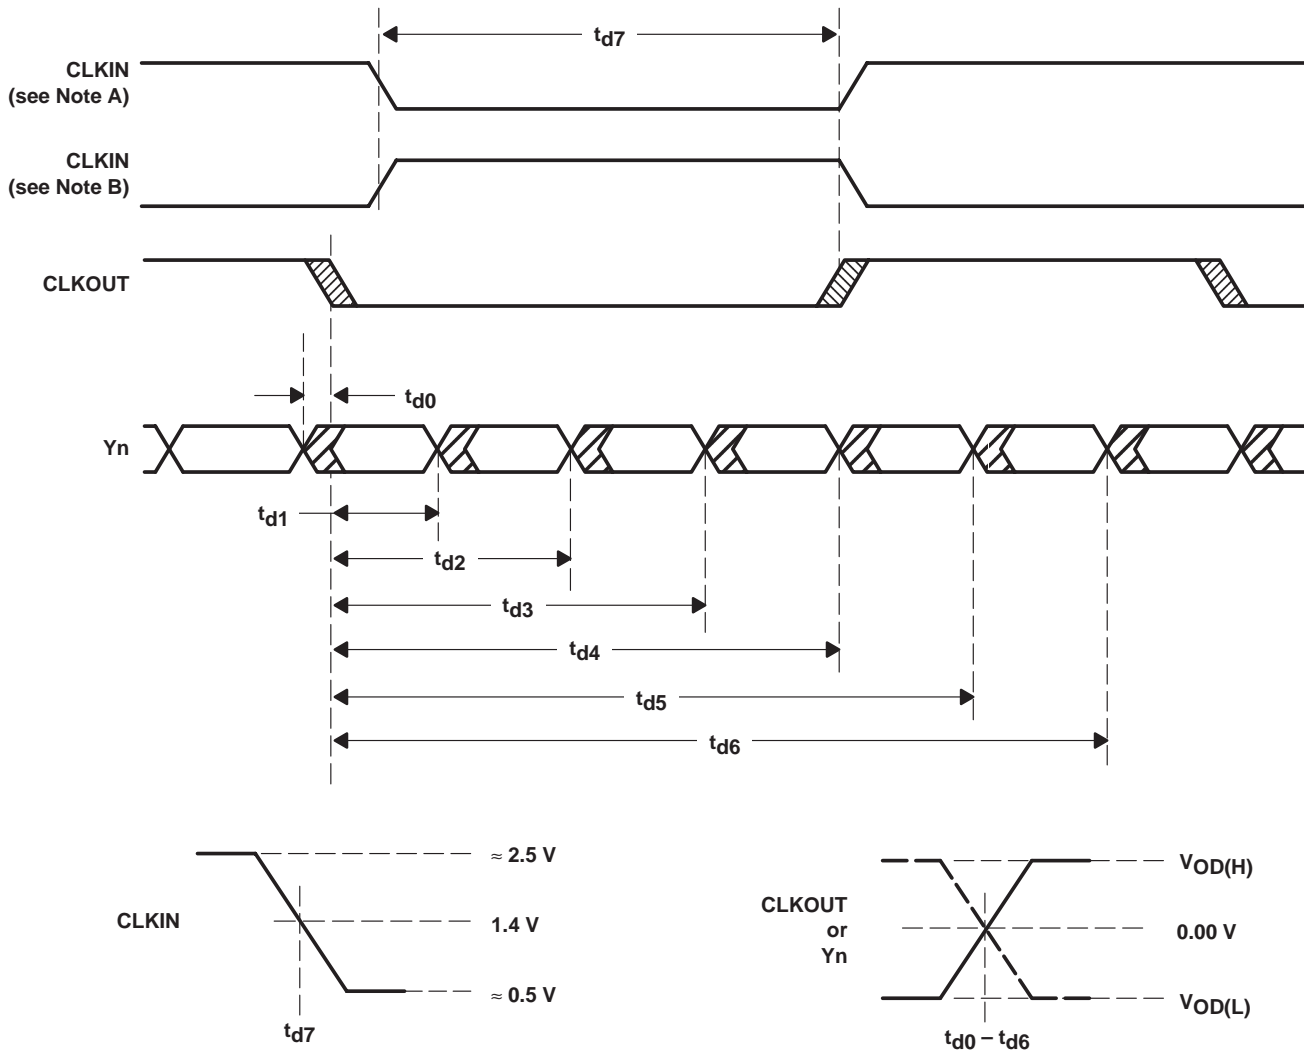 td7
CLKIN
(see Note A)
CLKIN
(see Note B)
CLKOUT
td0
Yn
td1
td2
td3
td4
td5
td6
≈ 2.5 V
CLKIN
1.4 V
≈ 0.5 V
td7
VOD(H)
CLKOUT
or
Yn
0.00 V
VOD(L)
td0 – td6